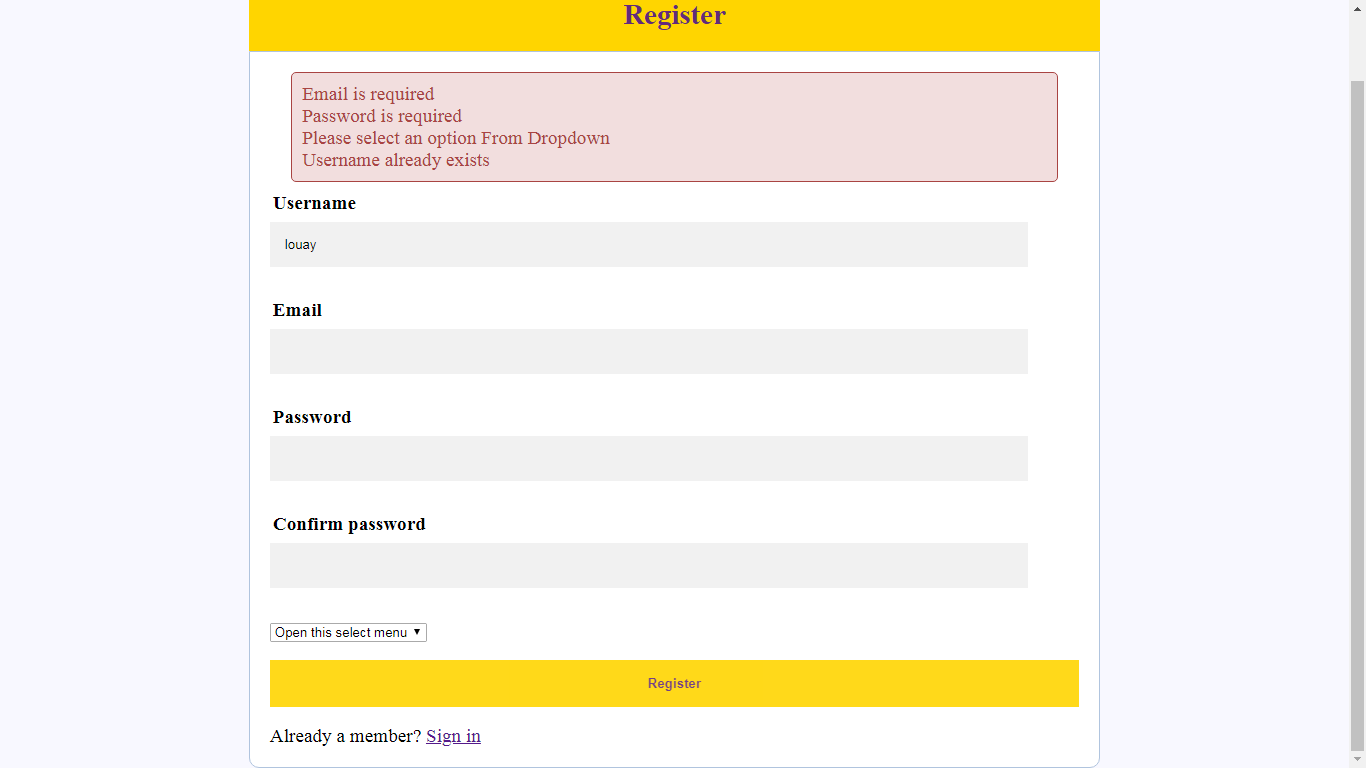 Register
Email is required
Password is required
Please select an option From Dropdown
Username already exists
Username
louay
Email
Password
Confirm password
Open this select menu
Register
Already a member? Sign in